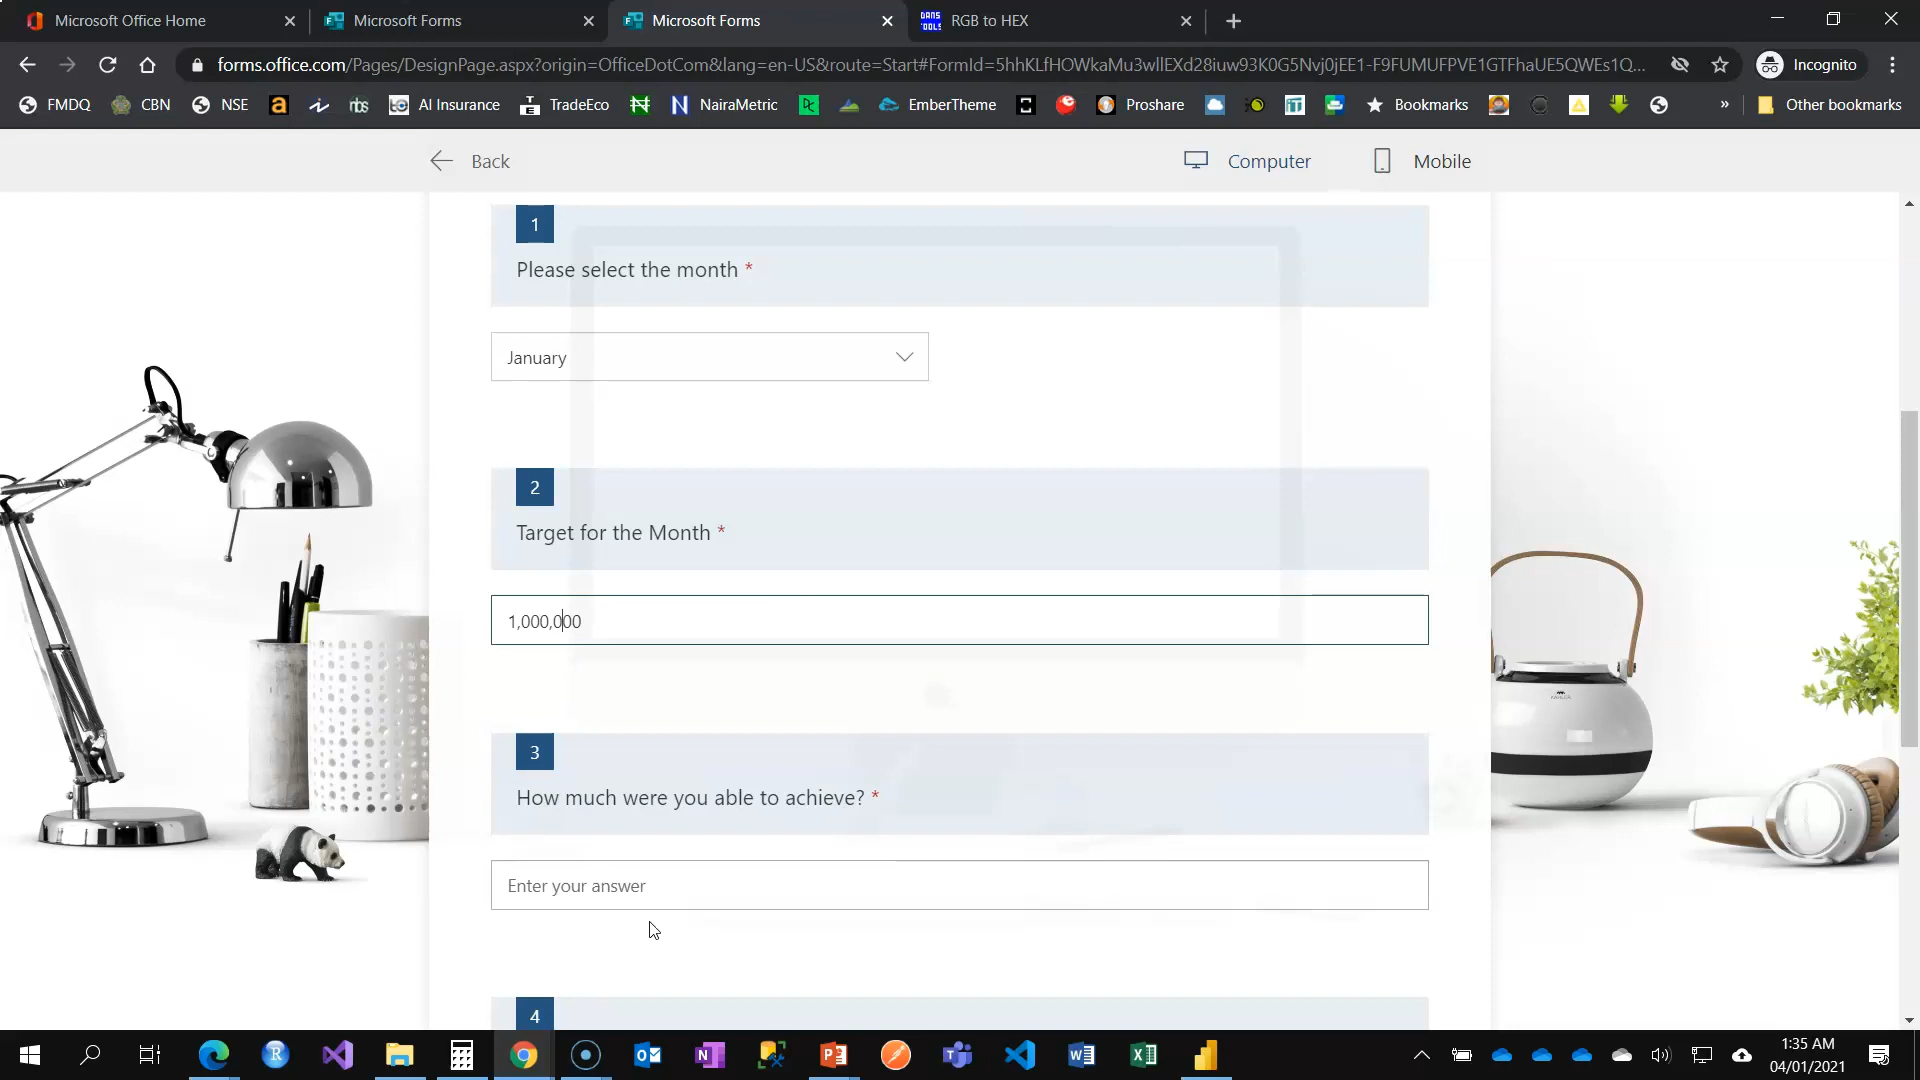 Microsoft Office Home
Microsoft Forms
Microsoft Forms
DANS TOOLS
RGB to HEX
forms.office.com/Pages/DesignPage.aspx?origin=OfficeDotCom&lang=en-US&route=Start#FormId=5hhKLfHOWkaMu3wllEXd28iuw93K0G5Nvj0jEE1-F9FUMUFPVE1GTFhaUE5QWEs1Q...
Incognito
FMDQ
CBN
NSE
AI Insurance
TradeEco
NairaMetric
EmberTheme
Proshare
Bookmarks
»
Other bookmarks
Back
Computer
Mobile
1
Please select the month *
January
2
Target for the Month *
1,000,000
3
How much were you able to achieve? *
Enter your answer
4
1:35 AM
04/01/2021